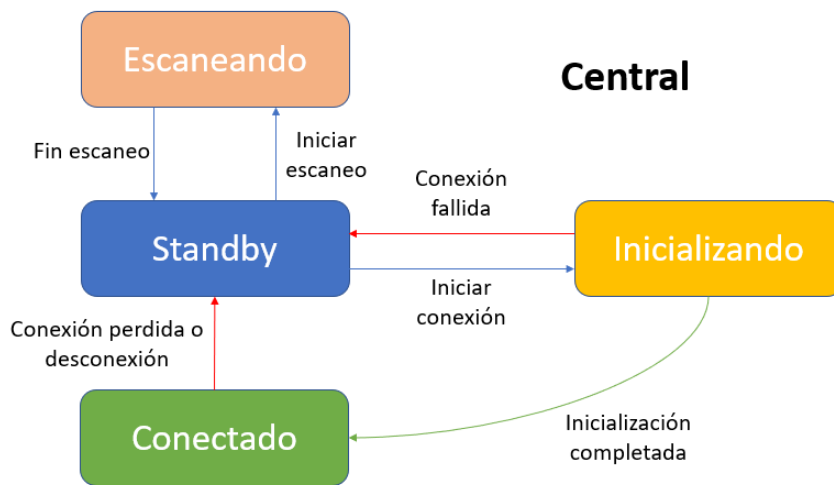 Escaneando
Central
Fin escaneo
Iniciar
escaneo
Conexión
fallida
Standby
Inicializando
Iniciar
conexión
Conexión perdida o
desconexión
Conectado
Inicialización
completada